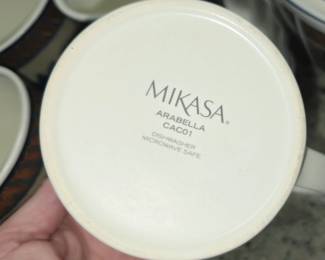 MIKASA®
ARABELLA
CAC01
DISHWASHER
MICROWAVE SAFE